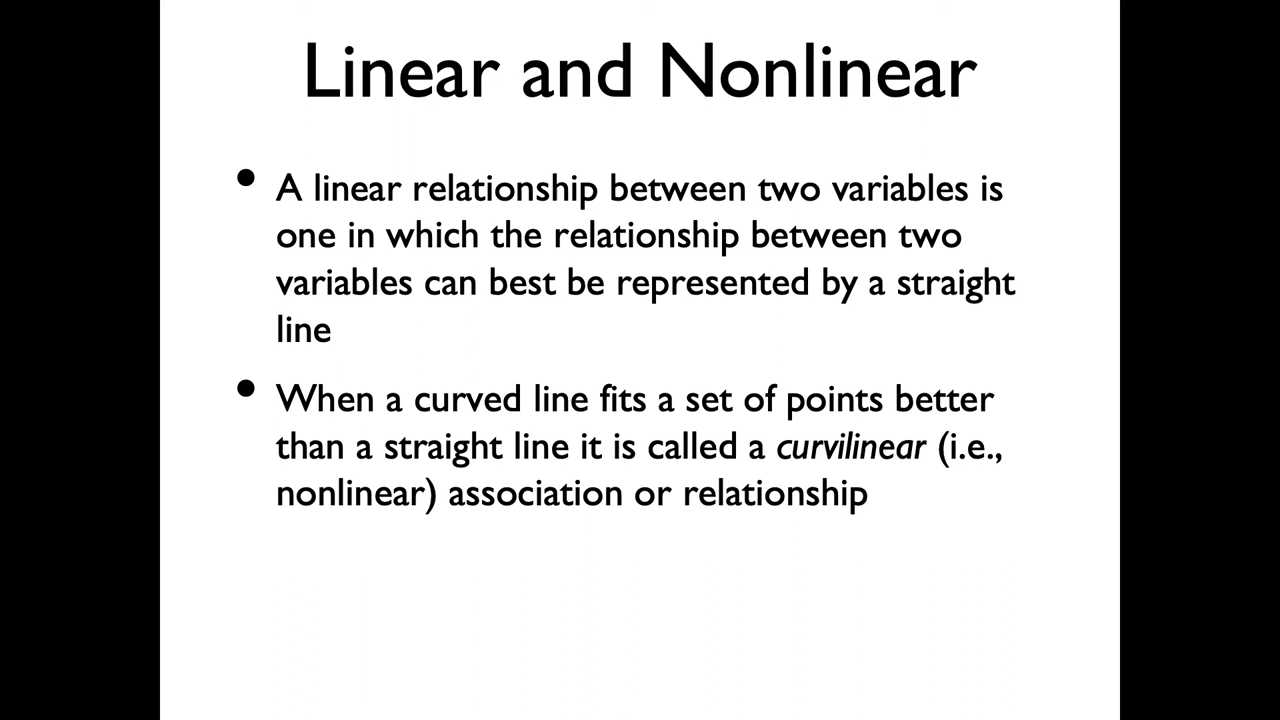 Linear and Nonlinear
• A linear relationship between two variables is
one in which the relationship between two
variables can best be represented by a straight
line
• When a curved line fits a set of points better
than a straight line it is called a curvilinear (i.e.,
nonlinear) association or relationship